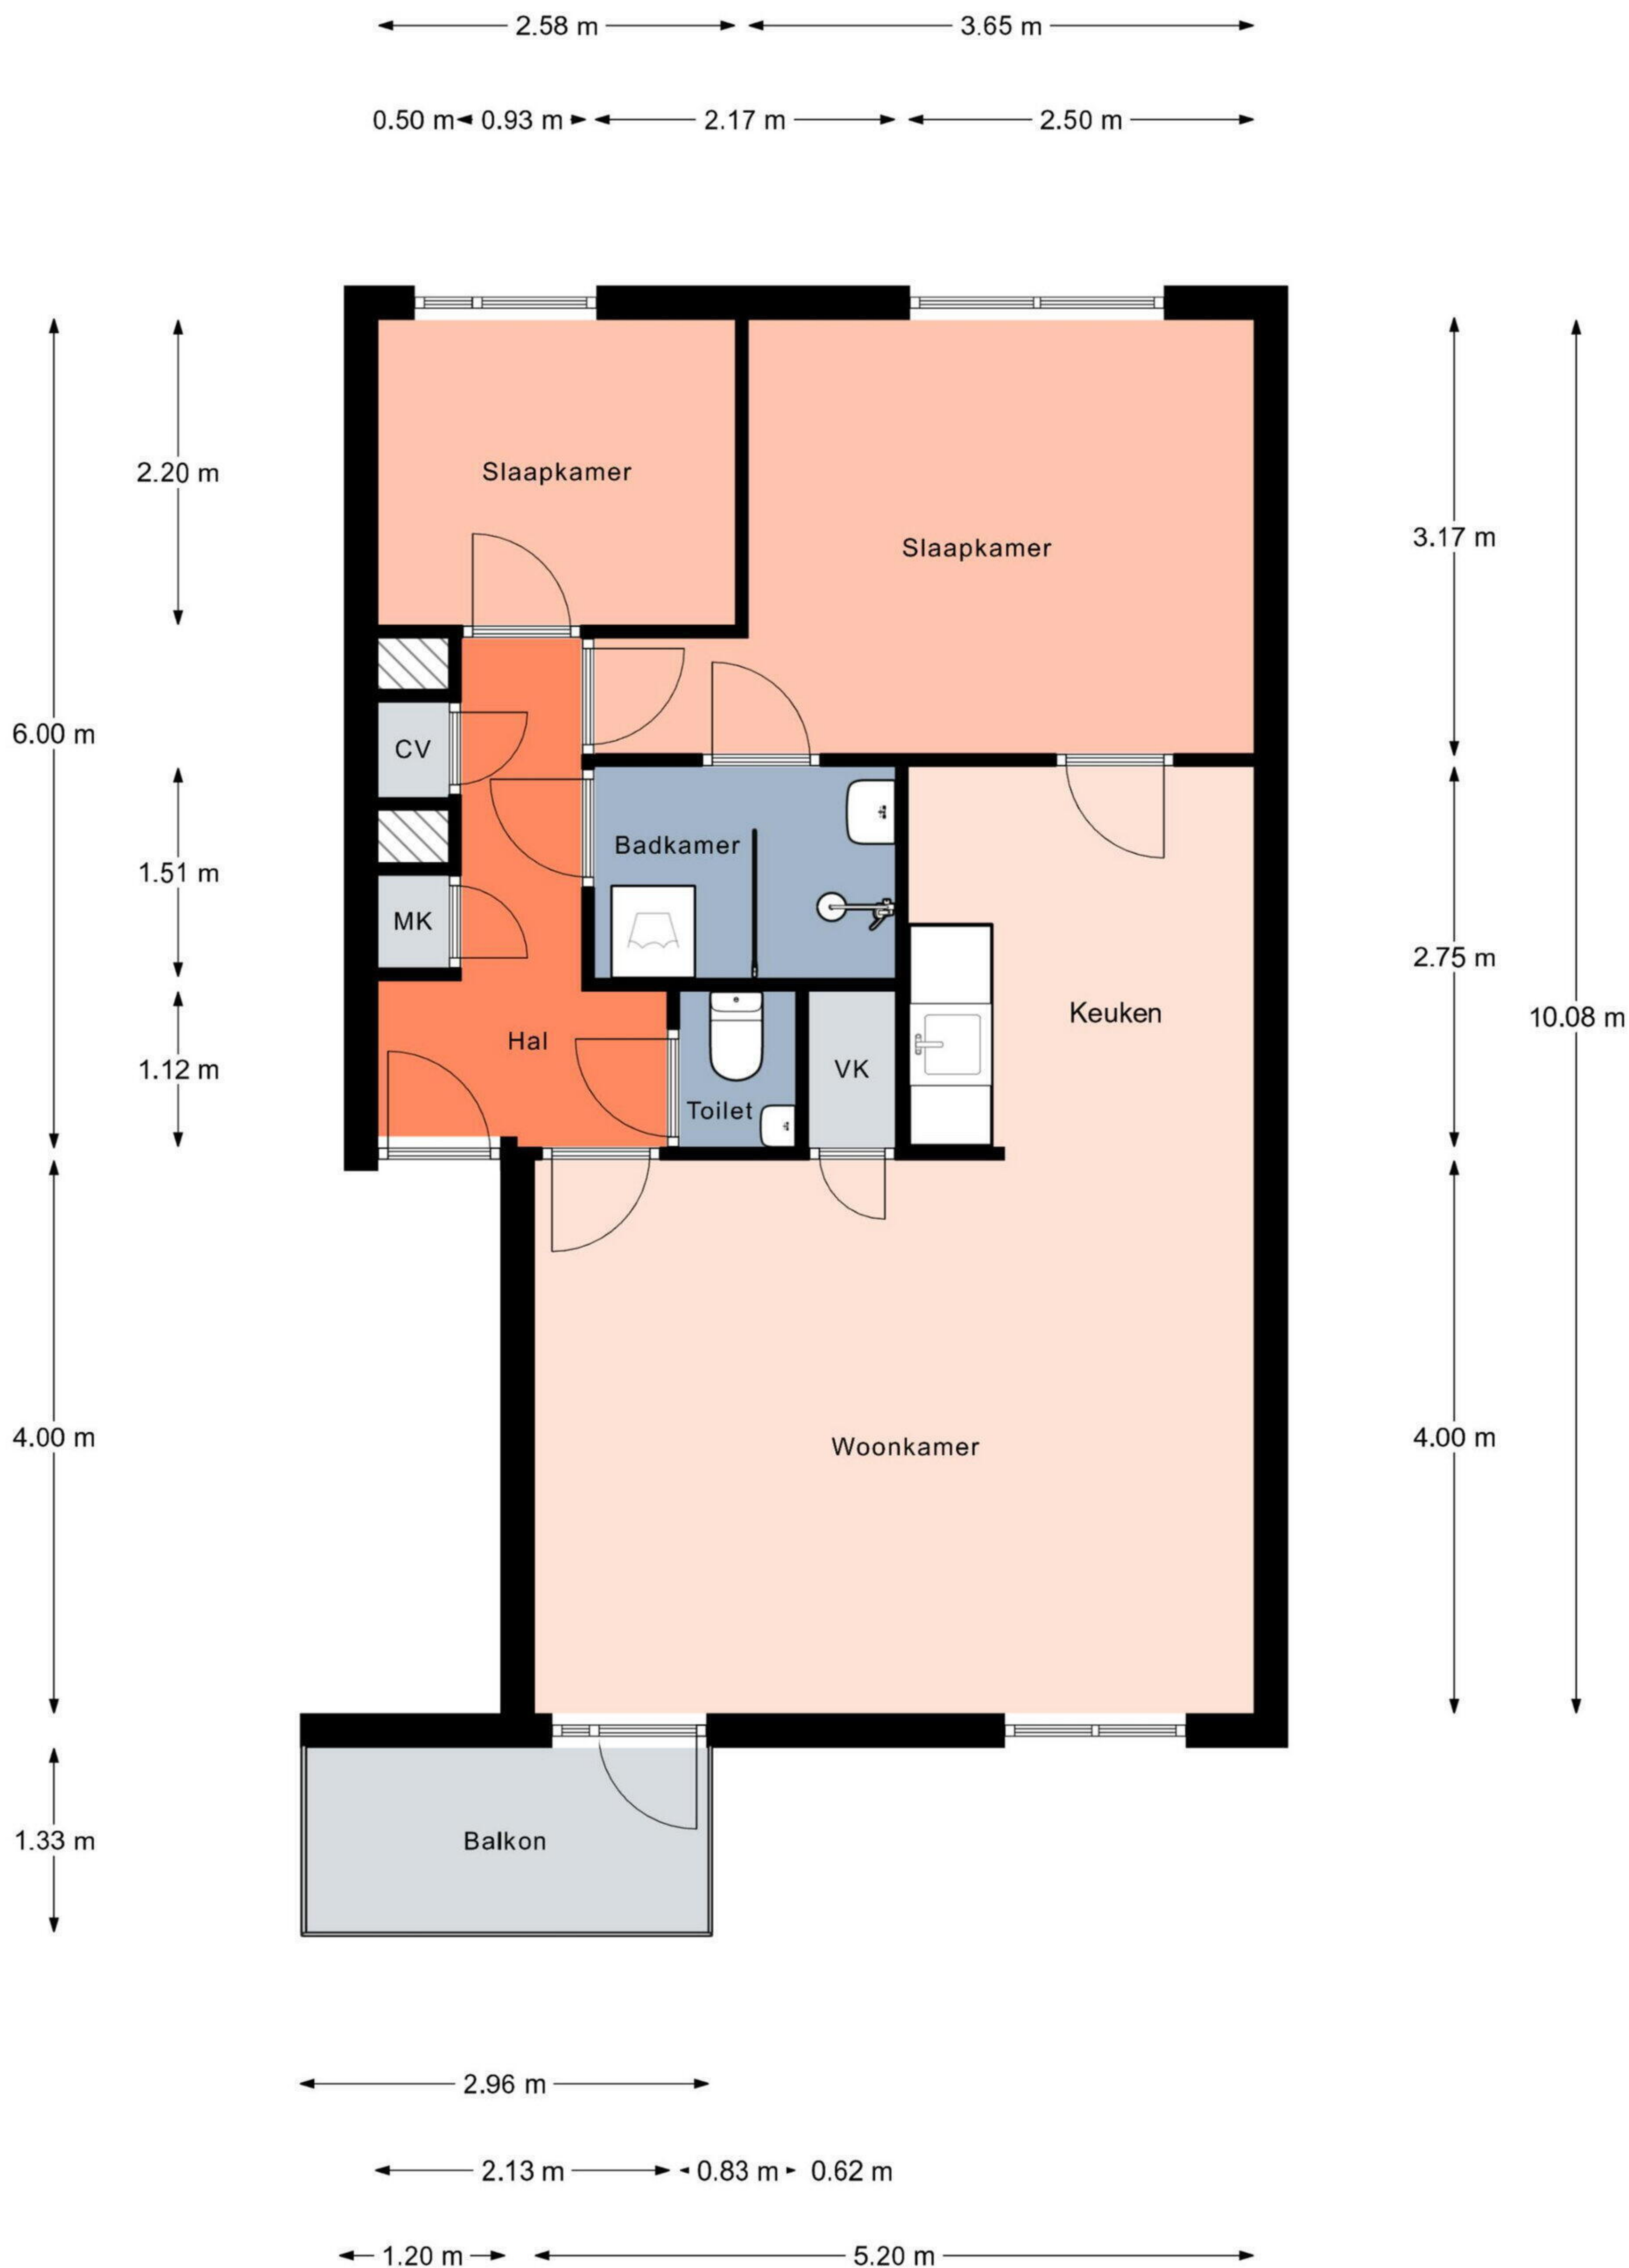 2.58 m
3.65 m
0.50 m
0.93 m
2.17 m
2.50 m
2.20 m
Slaapkamer
3.17 m
Slaapkamer
6.00 m
CV
Badkamer
1.51 m
MK
2.75 m
Keuken
10.08 m
Hal
1.12 m
VK
Toilet
4.00 m
Woonkamer
4.00 m
1.33 m
Balkon
2.96 m
2.13 m
0.83 m
0.62 m
1.20 m
5.20 m